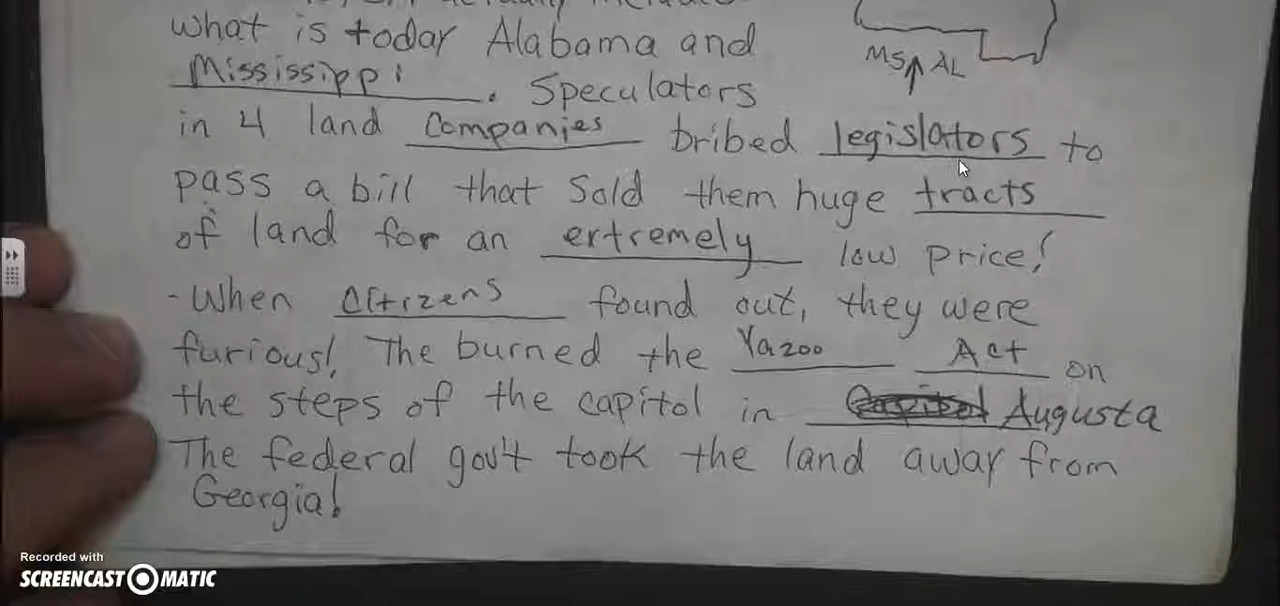 what is today Alabama and
Mississippi. Speculators
MS AL
in 4 land Companies bribed legislators to
pass a bill that sold them huge tracts
of land for an extremely low price!
- When Citizens found out, they were
furious! The burned the Yazoo Act on
the steps of the capitol in Augusta
The federal gov't took the land away from
Georgia!
Recorded with
SCREENCAST-O-MATIC